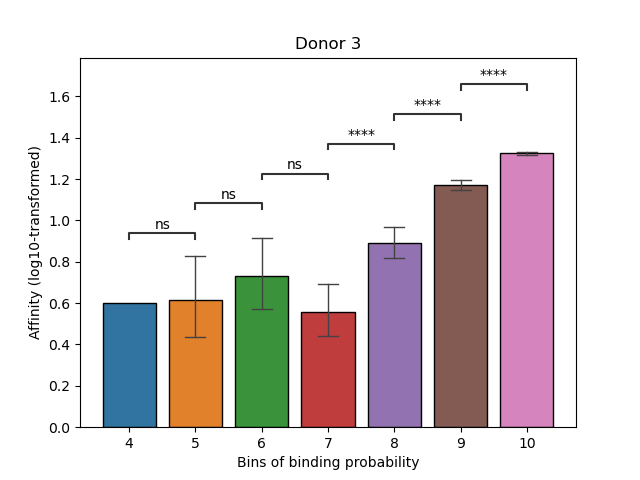 Donor 3
****
****
****
ns
ns
ns
1.6
1.4
1.2
1.0
0.8
0.6
0.4
0.2
0.0
Affinity (log10-transformed)
4 5 6 7 8 9 10
Bins of binding probability